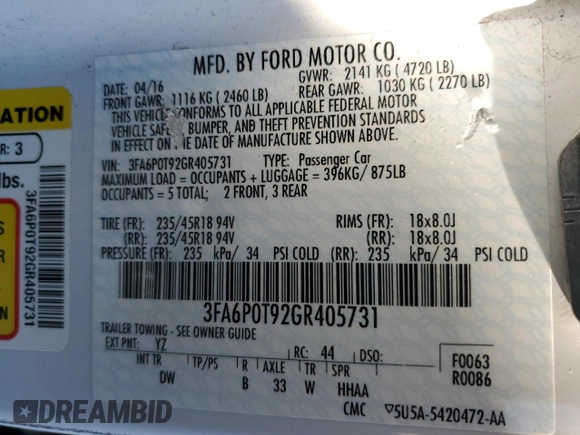 MFD. BY FORD MOTOR CO.
DATE: 04/16
GVWR: 2141 KG ( 4720 LB)
FRONT GAWR: 1116 KG ( 2460 LB)
REAR GAWR: 1030 KG ( 2270 LB)
THIS VEHICLE CONFORMS TO ALL APPLICABLE FEDERAL MOTOR
VEHICLE SAFETY, BUMPER, AND THEFT PREVENTION STANDARDS
IN EFFECT ON THE DATE OF MANUFACTURE SHOWN ABOVE.
VIN: 3FA6P0T92GR405731
TYPE: Passenger Car
MAXIMUM LOAD = OCCUPANTS + LUGGAGE = 396KG/ 875LB
OCCUPANTS = 5 TOTAL; 2 FRONT, 3 REAR
TIRE (FR): 235/45R18 94V
RIMS (FR): 18x8.0J
(RR): 235/45R18 94V
(RR): 18x8.0J
PRESSURE (FR): 235 kPa/ 34 PSI COLD
(RR): 235 kPa/ 34 PSI COLD
3FA6P0T92GR405731
TRAILER TOWING - SEE OWNER GUIDE
EXT PNT: YZ
RC: 44
DSO:
F0063
R0086
INT TR
TP/PS
R
AXLE
TR
SPR
DW
B
33
W
HHAA
CMC
▽5U5A-5420472-AA
ATION
R: 3
lbs.
3FA6P0T92GR405731
DREAMBID